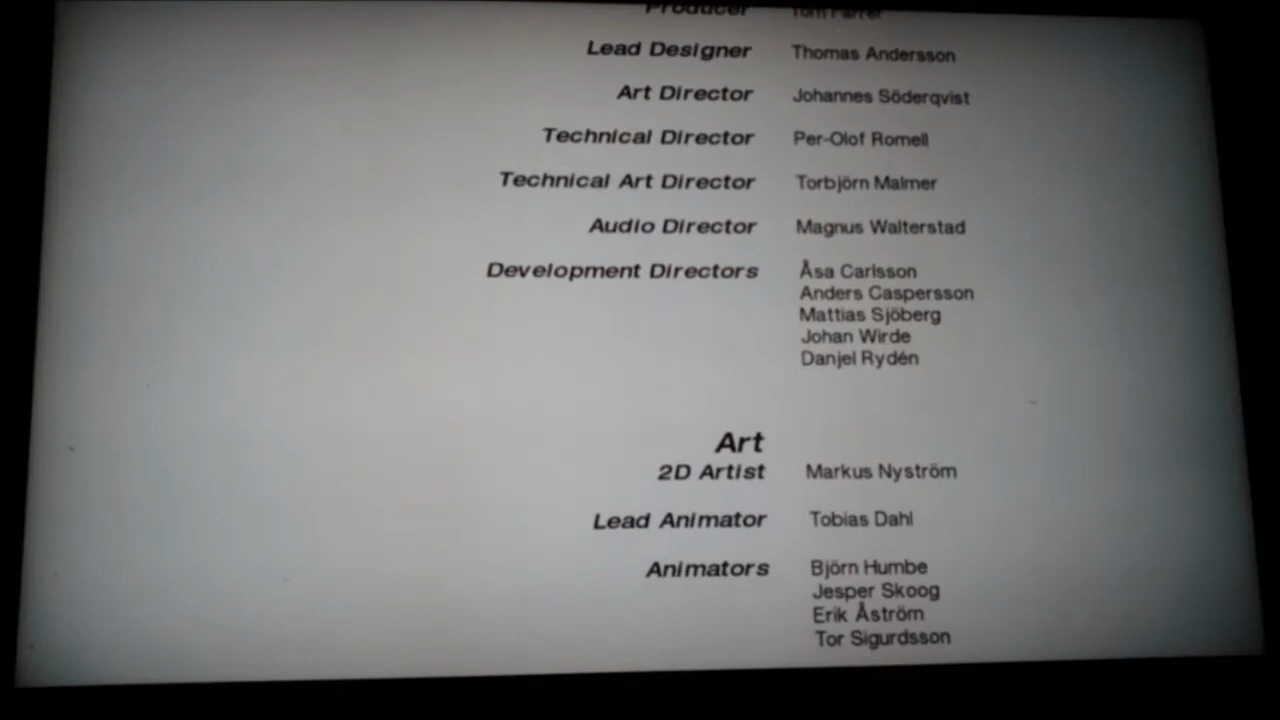 Producer
Lead Designer Thomas Andersson
Art Director Johannes Söderqvist
Technical Director Per-Olof Romell
Technical Art Director Torbjörn Malmer
Audio Director Magnus Walterstad
Development Directors Åsa Carlsson
Anders Caspersson
Mattias Sjöberg
Johan Wirde
Danjel Rydén
Art
2D Artist Markus Nyström
Lead Animator Tobias Dahl
Animators Björn Humbe
Jesper Skoog
Erik Åström
Tor Sigurdsson